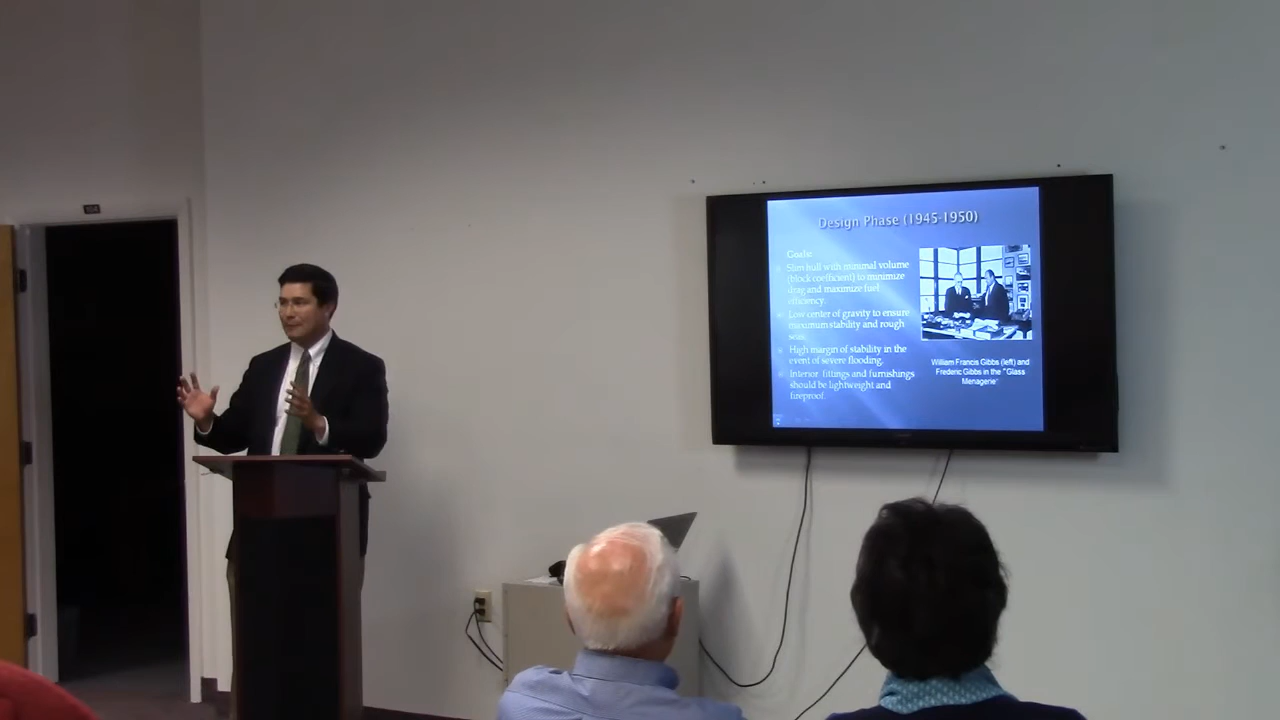 Design Phase (1945-1950)
Goals:
Slim hull with minimal volume
(block coefficient) to minimize
drag and maximize fuel
efficiency.
Low center of gravity to ensure
maximum stability and rough
seas.
High margin of stability in the
event of severe flooding.
Interior fittings and furnishings
should be lightweight and
fireproof.
William Francis Gibbs (left) and
Frederic Gibbs in the "Glass
Menagerie"